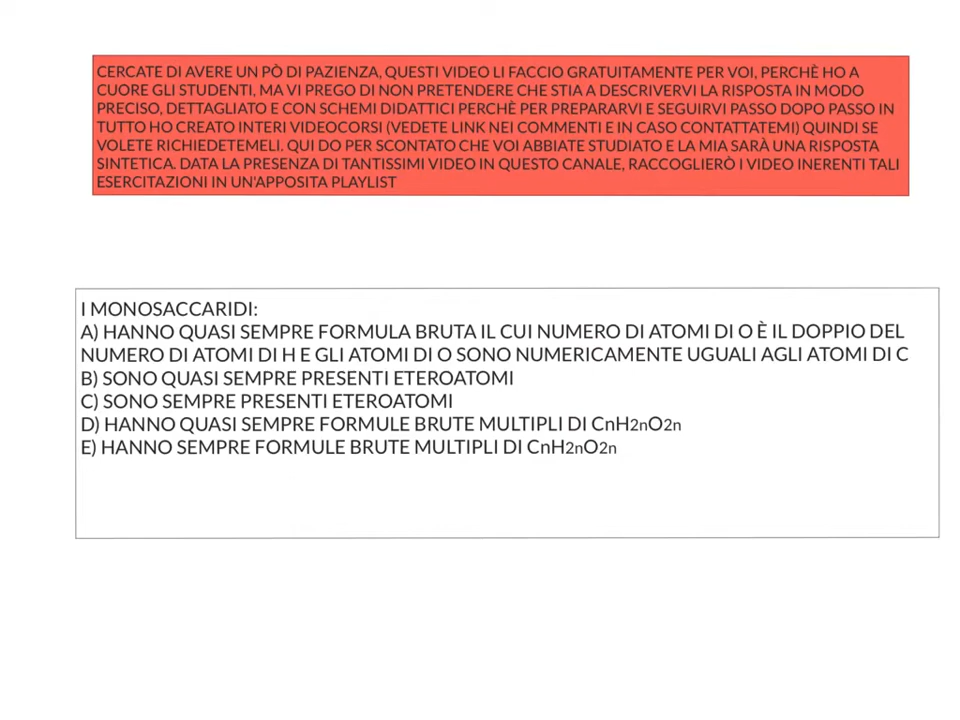 CERCATE DI AVERE UN PÒ DI PAZIENZA, QUESTI VIDEO LI FACCIO GRATUITAMENTE PER VOI, PERCHÈ HO A
CUORE GLI STUDENTI, MA VI PREGO DI NON PRETENDERE CHE STIA A DESCRIVERVI LA RISPOSTA IN MODO
PRECISO, DETTAGLIATO E CON SCHEMI DIDATTICI PERCHÈ PER PREPARARVI E SEGUIRVI PASSO DOPO PASSO IN
TUTTO HO CREATO INTERI VIDEOCORSI (VEDETE LINK NEI COMMENTI E IN CASO CONTATTATEMI) QUINDI SE
VOLETE RICHIEDETEMELI. QUI DO PER SCONTATO CHE VOI ABBIATE STUDIATO E LA MIA SARÀ UNA RISPOSTA
SINTETICA. DATA LA PRESENZA DI TANTISSIMI VIDEO IN QUESTO CANALE, RACCOGLIERÒ I VIDEO INERENTI TALI
ESERCITAZIONI IN UN'APPOSITA PLAYLIST
I MONOSACCARIDI:
A) HANNO QUASI SEMPRE FORMULA BRUTA IL CUI NUMERO DI ATOMI DI O È IL DOPPIO DEL
NUMERO DI ATOMI DI H E GLI ATOMI DI O SONO NUMERICAMENTE UGUALI AGLI ATOMI DI C
B) SONO QUASI SEMPRE PRESENTI ETEROATOMI
C) SONO SEMPRE PRESENTI ETEROATOMI
D) HANNO QUASI SEMPRE FORMULE BRUTE MULTIPLI DI CnH2nO2n
E) HANNO SEMPRE FORMULE BRUTE MULTIPLI DI CnH2nO2n